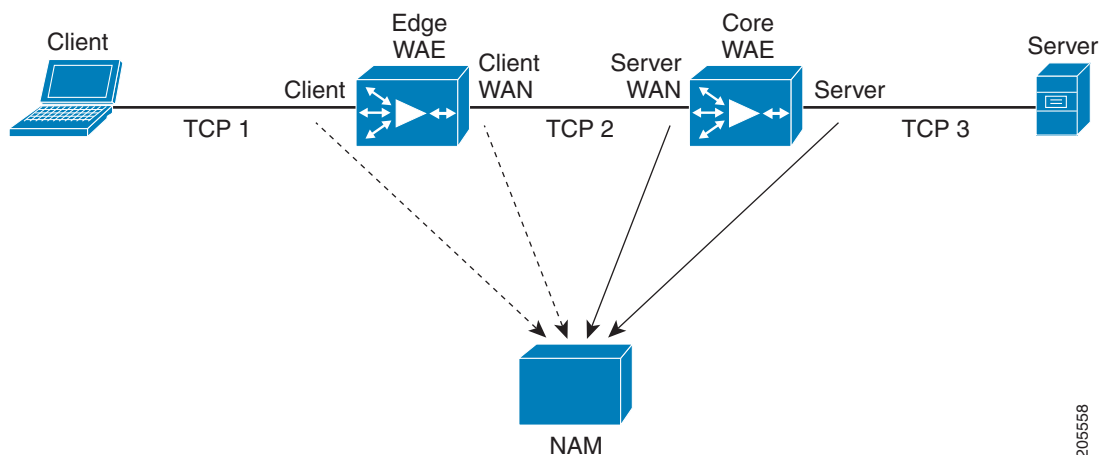 Client
Edge
WAE
Core
WAE
Server
Client
Client
WAN
Server
WAN
Server
TCP 1
TCP 2
TCP 3
NAM
205558